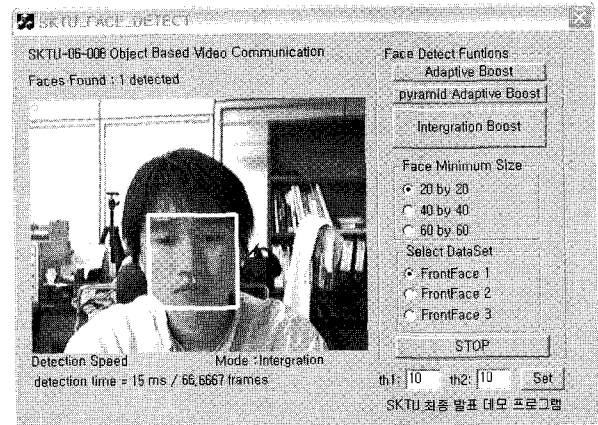 SKTU_FACE_DETECT
SKTU-06-006 Object Based Video Communication
Faces Found : 1 detected
Face Detect Funtions
Adaptive Boost
pyramid Adaptive Boost
Intergration Boost
Face Minimum Size
20 by 20
40 by 40
60 by 60
Select DataSet
FrontFace 1
FrontFace 2
FrontFace 3
STOP
Detection Speed
Mode : Intergration
detection time = 15 ms / 66,6667 frames
th1: 10 th2: 10 Set
SKTU 최종 발표 데모 프로그램